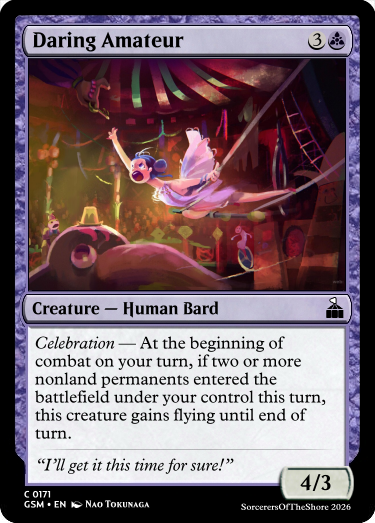 Daring Amateur 3
Creature — Human Bard
Celebration — At the beginning of
combat on your turn, if two or more
nonland permanents entered the
battlefield under your control this turn,
this creature gains flying until end of
turn.
“I’ll get it this time for sure!”
4/3
C 0171
GSM • EN Nao Tokunaga
SorcerersOfTheShore 2026